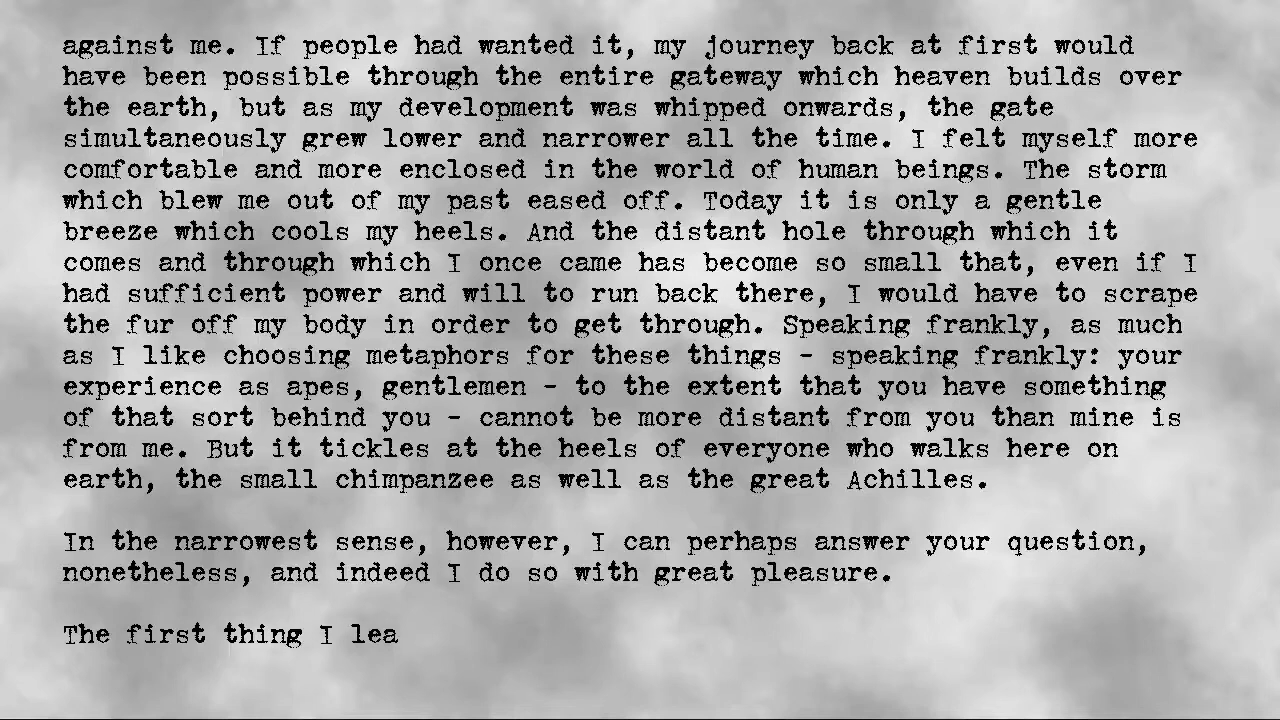 against me. If people had wanted it, my journey back at first would
have been possible through the entire gateway which heaven builds over
the earth, but as my development was whipped onwards, the gate
simultaneously grew lower and narrower all the time. I felt myself more
comfortable and more enclosed in the world of human beings. The storm
which blew me out of my past eased off. Today it is only a gentle
breeze which cools my heels. And the distant hole through which it
comes and through which I once came has become so small that, even if I
had sufficient power and will to run back there, I would have to scrape
the fur off my body in order to get through. Speaking frankly, as much
as I like choosing metaphors for these things - speaking frankly: your
experience as apes, gentlemen - to the extent that you have something
of that sort behind you - cannot be more distant from you than mine is
from me. But it tickles at the heels of everyone who walks here on
earth, the small chimpanzee as well as the great Achilles.

In the narrowest sense, however, I can perhaps answer your question,
nonetheless, and indeed I do so with great pleasure.

The first thing I lea